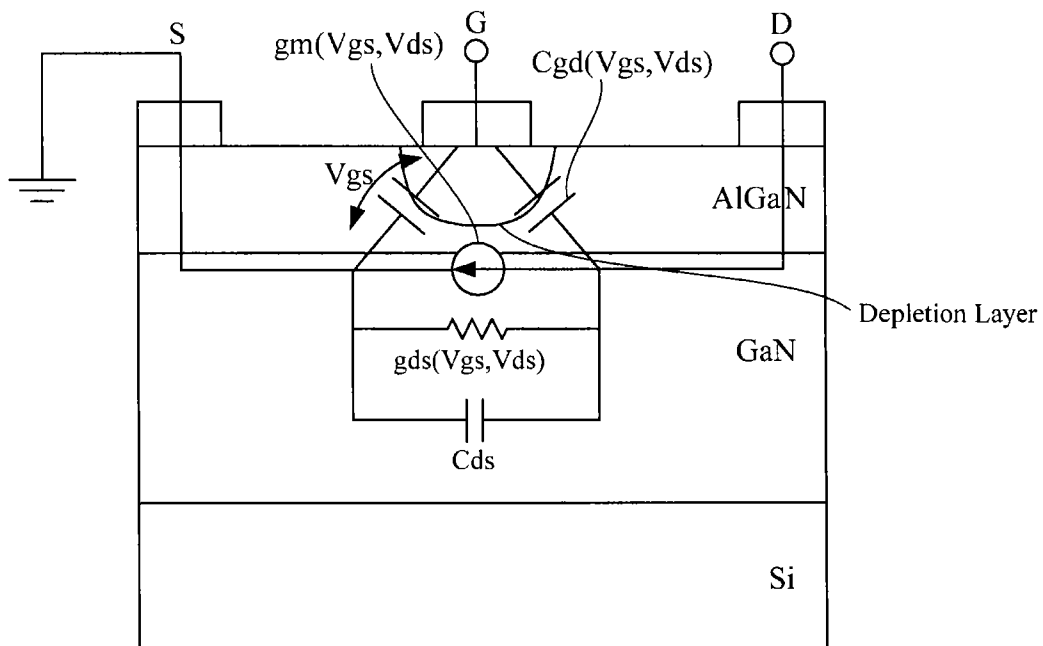 S
G
D
gm(Vgs,Vds)
Cgd(Vgs,Vds)
Vgs
AlGaN
Depletion Layer
GaN
gds(Vgs,Vds)
Cds
Si